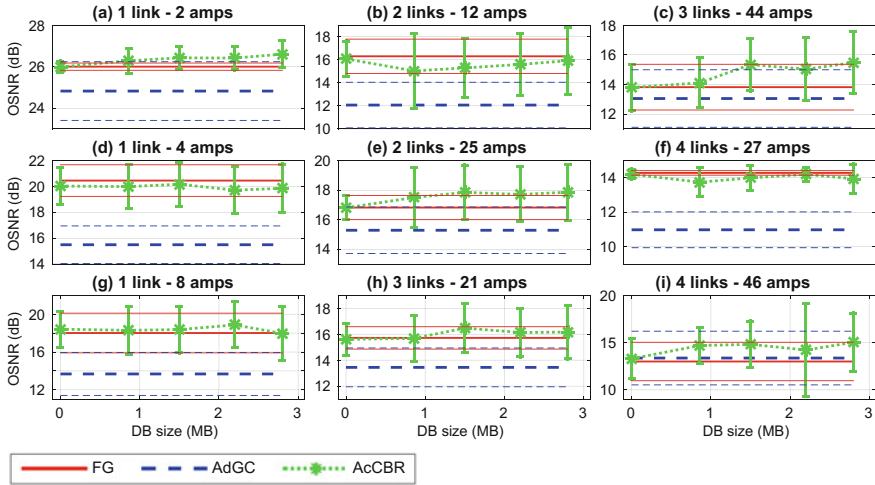 (a) 1 link - 2 amps
(b) 2 links - 12 amps
(c) 3 links - 44 amps
OSNR (dB)
28
26
24
18
16
14
12
10
18
16
14
12
(d) 1 link - 4 amps
(e) 2 links - 25 amps
(f) 4 links - 27 amps
OSNR (dB)
22
20
18
16
14
20
18
16
14
14
12
10
(g) 1 link - 8 amps
(h) 3 links - 21 amps
(i) 4 links - 46 amps
OSNR (dB)
20
18
16
14
12
18
16
14
12
20
15
10
0 1 2 3
0 1 2 3
0 1 2 3
DB size (MB)
DB size (MB)
DB size (MB)
FG
AdGC
AcCBR